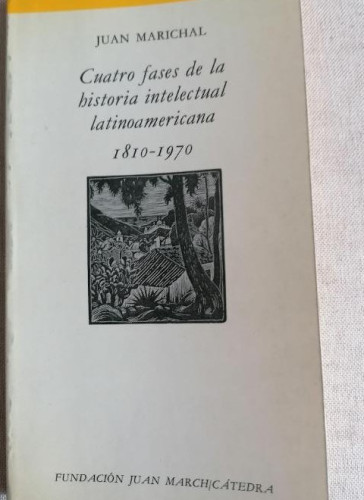 JUAN MARICHAL
Cuatro fases de la
historia intelectual
latinoamericana
1810-1970
FUNDACIÓN JUAN MARCH/CÁTEDRA